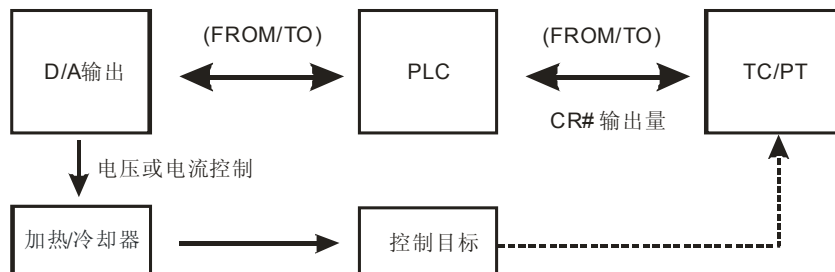 (FROM/TO)
(FROM/TO)
D/A输出
PLC
TC/PT
CR# 输出量
电压或电流控制
加热/冷却器
控制目标